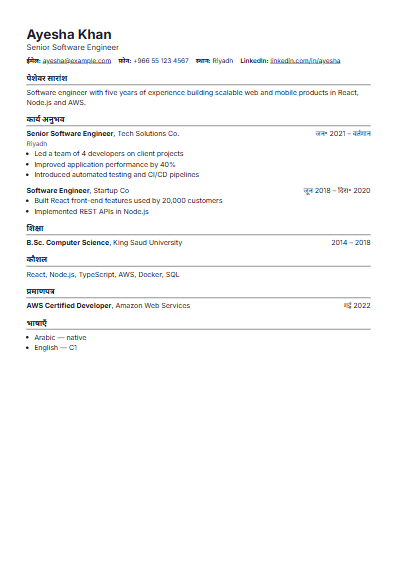 Ayesha Khan
Senior Software Engineer
ईमेल: ayesha@example.com फ़ोन: +966 55 123 4567 स्थान: Riyadh LinkedIn: linkedin.com/in/ayesha
पेशेवर सारांश
Software engineer with five years of experience building scalable web and mobile products in React,
Node.js and AWS.
कार्य अनुभव
Senior Software Engineer, Tech Solutions Co. जन॰ 2021 – वर्तमान
Riyadh
• Led a team of 4 developers on client projects
• Improved application performance by 40%
• Introduced automated testing and CI/CD pipelines
Software Engineer, Startup Co जून 2018 – दिस॰ 2020
• Built React front-end features used by 20,000 customers
• Implemented REST APIs in Node.js
शिक्षा
B.Sc. Computer Science, King Saud University 2014 – 2018
कौशल
React, Node.js, TypeScript, AWS, Docker, SQL
प्रमाणपत्र
AWS Certified Developer, Amazon Web Services मई 2022
भाषाएँ
• Arabic — native
• English — C1